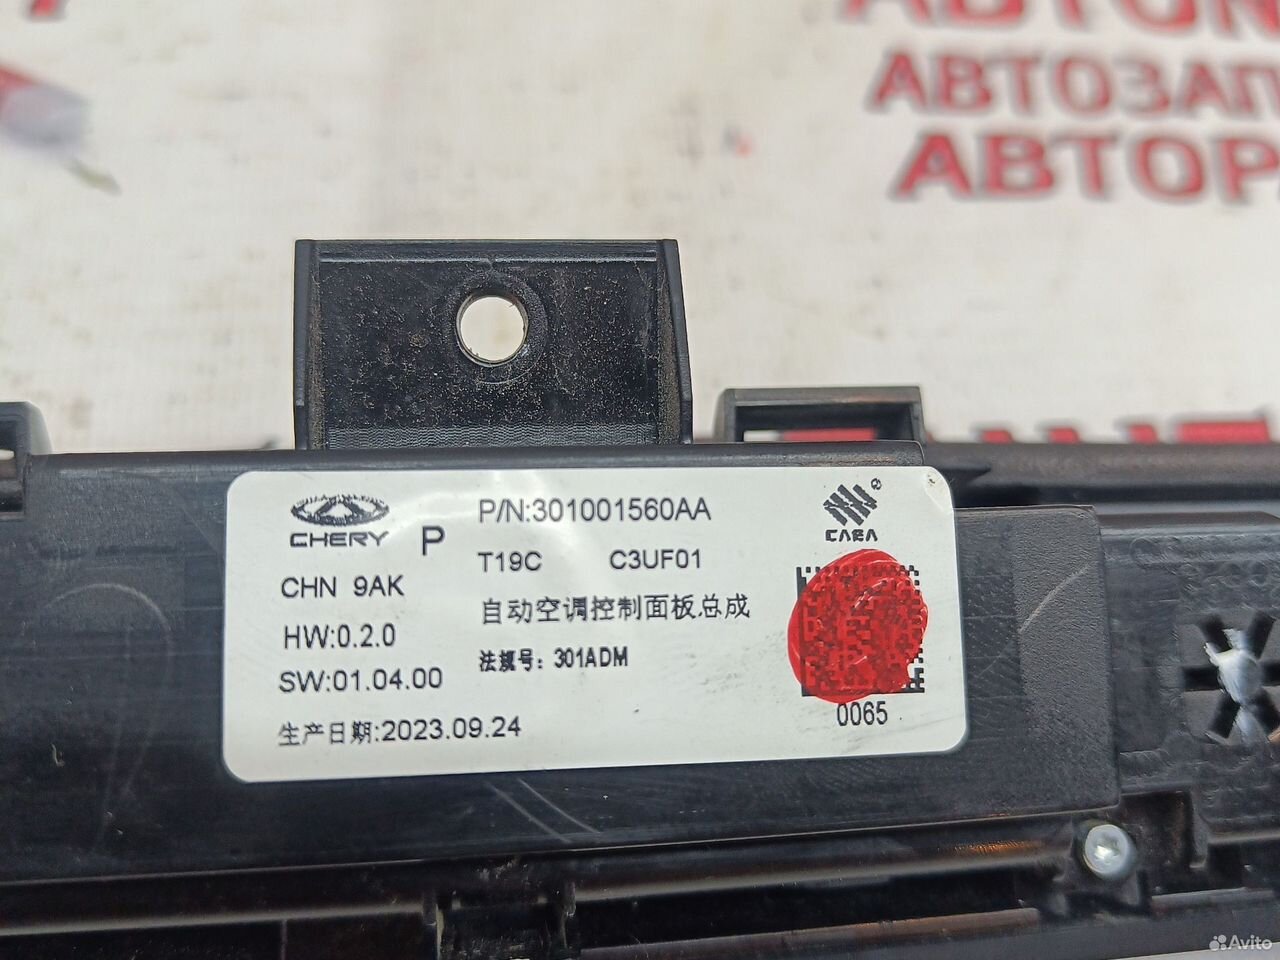 АВТОЗАП
АВТОР
CHERY
P
P/N:301001560AA
CAEA
CHN 9AK
T19C C3UF01
HW:0.2.0
自动空调控制面板总成
SW:01.04.00
法规号：301ADM
0065
生产日期:2023.09.24
Avito